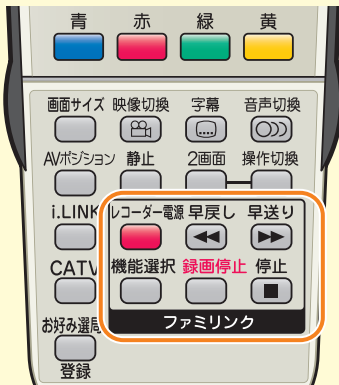 青 赤 緑 黄
画面サイズ 映像切換 字幕 音声切換
AVポジション 静止 2画面 操作切換
i.LINK レコーダー電源 早戻し 早送り
CATV 機能選択 録画停止 停止
お好み選局
登録
ファミリンク